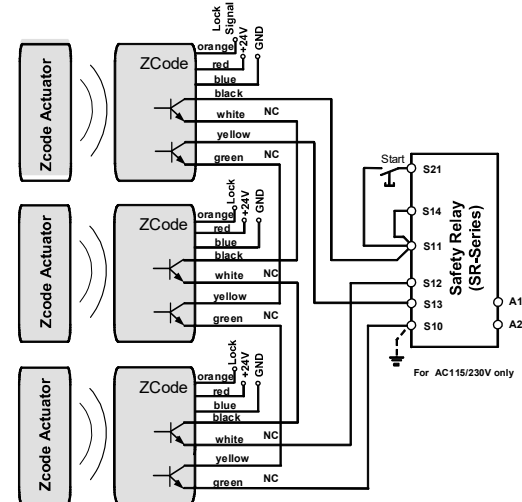 Lock
Signal
+24V
GND
orange
red
blue
black
white NC
yellow
green NC
ZCode
Zcode Actuator
Lock
+24V
GND
orange
red
blue
black
white NC
yellow
green NC
ZCode
Zcode Actuator
Lock
+24V
GND
orange
red
blue
black
white NC
yellow
green NC
ZCode
Zcode Actuator
Start
S21
S14
S11
S12
S13
S10
Safety Relay
(SR-Series)
A1
A2
For AC115/230V only